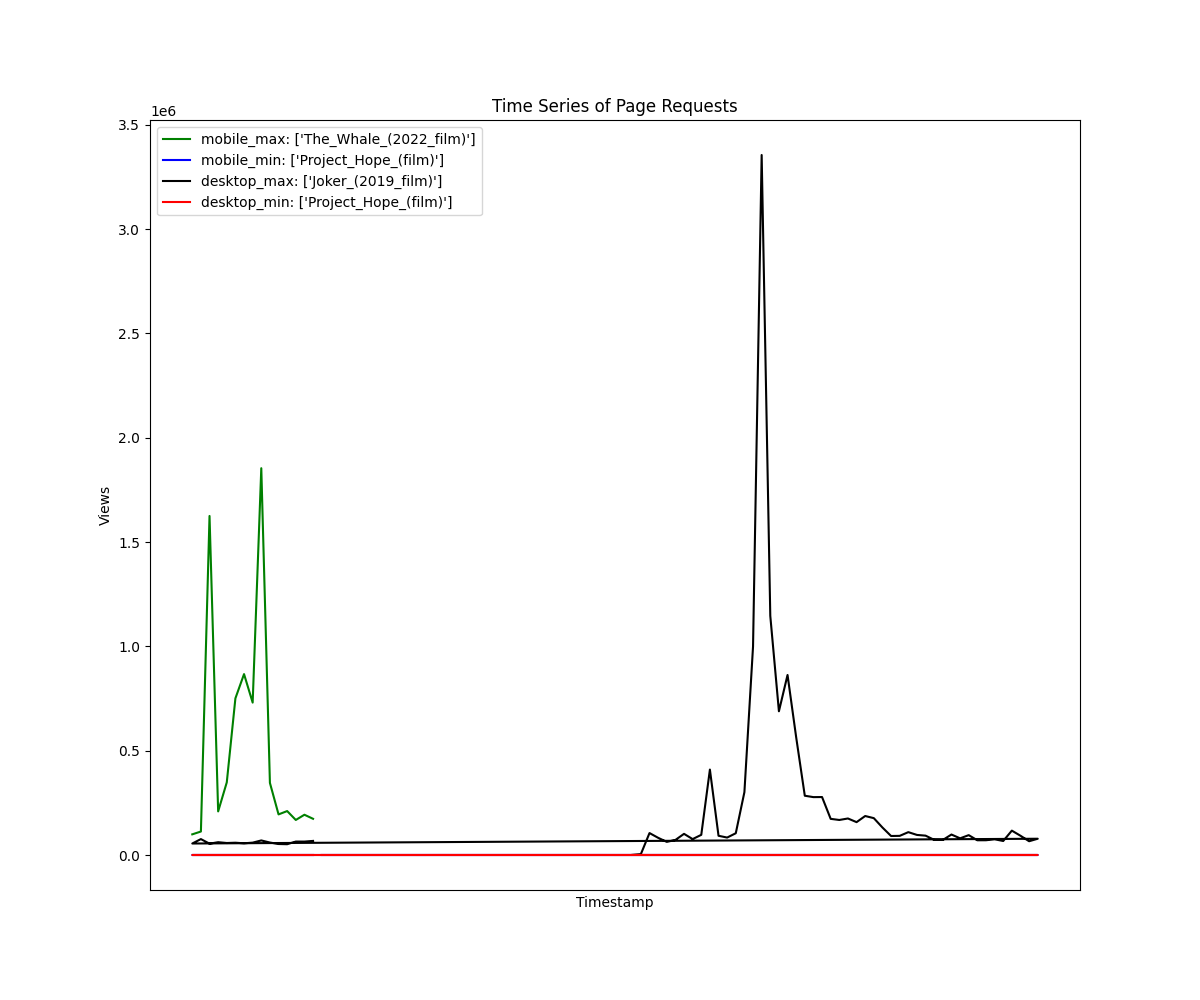 Time Series of Page Requests
1e6
3.5
3.0
2.5
2.0
1.5
1.0
0.5
0.0
Views
mobile_max: ['The_Whale_(2022_film)']
mobile_min: ['Project_Hope_(film)']
desktop_max: ['Joker_(2019_film)']
desktop_min: ['Project_Hope_(film)']
Timestamp